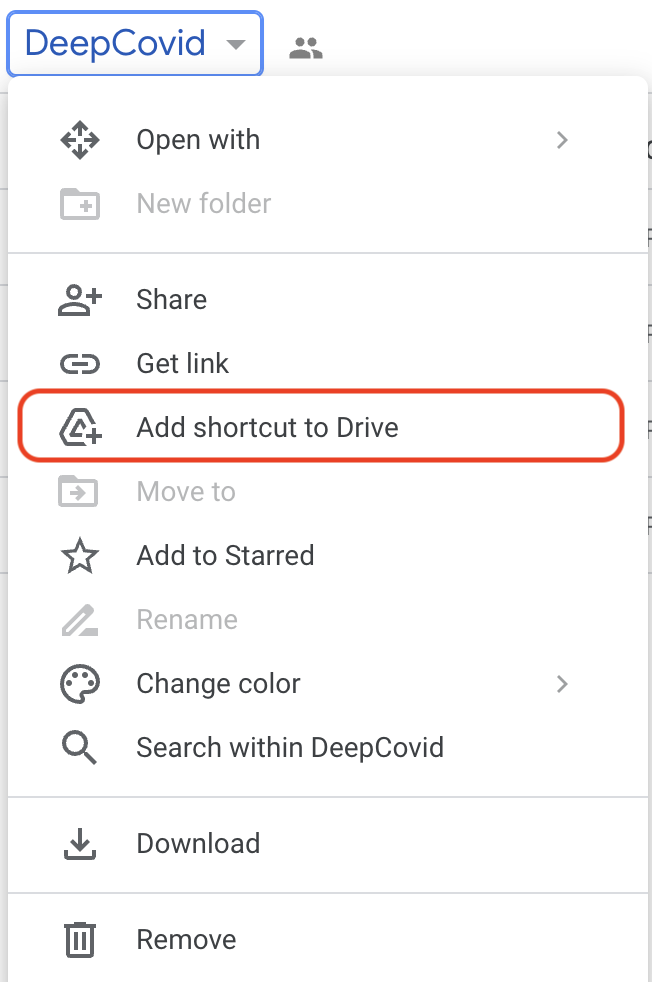 DeepCovid
Open with
New folder
Share
Get link
Add shortcut to Drive
Move to
Add to Starred
Rename
Change color
Search within DeepCovid
Download
Remove